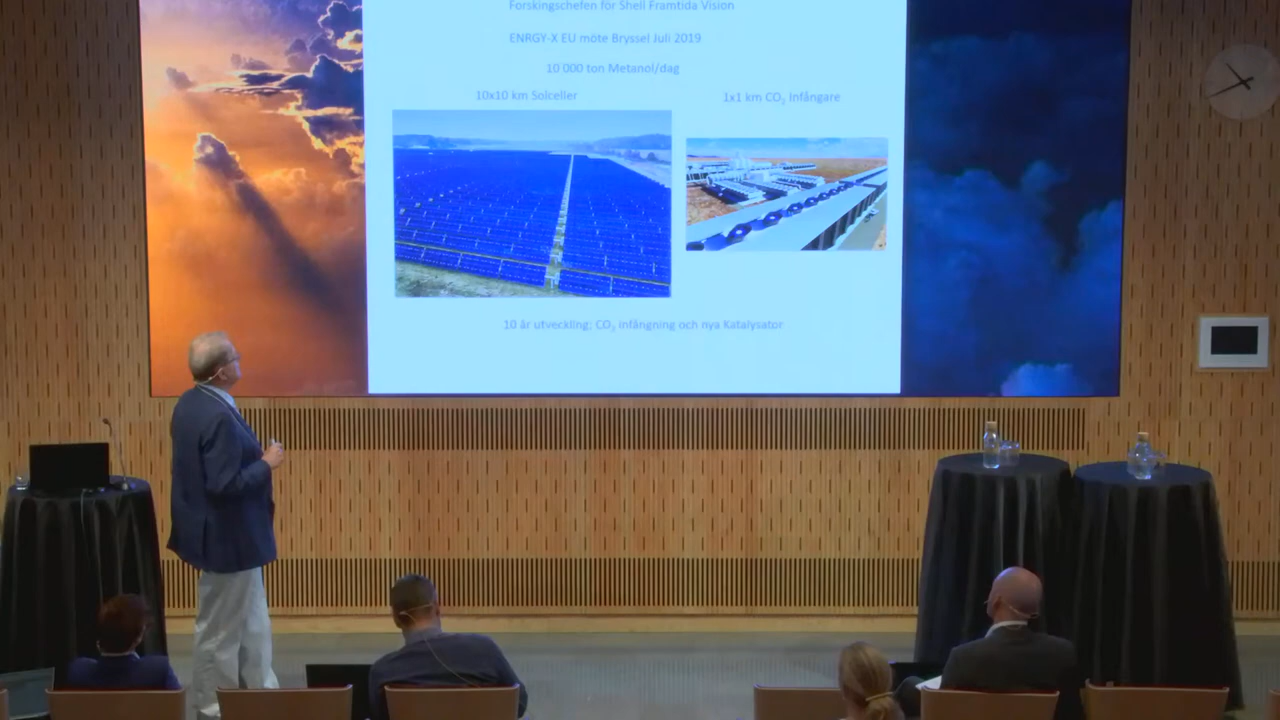 Forskingschefen för Shell Framtida Vision
ENRGY-X EU möte Bryssel Juli 2019
10 000 ton Metanol/dag
10x10 km Solceller
1x1 km CO₂ Infångare
10 år utveckling; CO₂ infångning och nya Katalysator